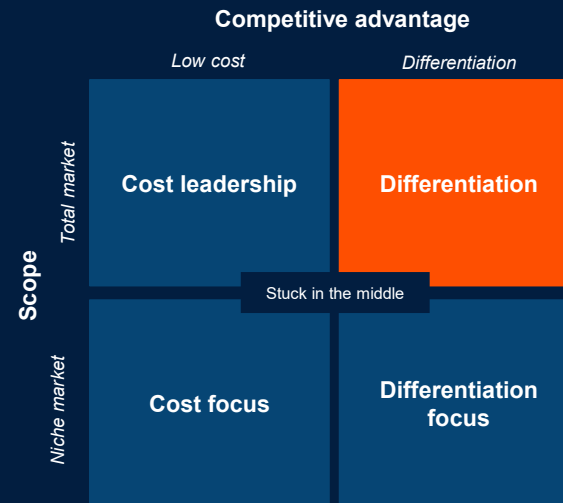 Competitive advantage
Low cost
Differentiation
Scope
Total market
Cost leadership
Differentiation
Stuck in the middle
Niche market
Cost focus
Differentiation
focus